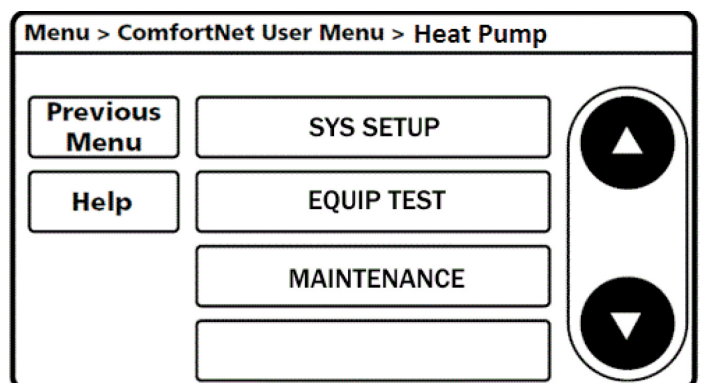 Menu > ComfortNet User Menu > Heat Pump
Previous
Menu
SYS SETUP
Help
EQUIP TEST
MAINTENANCE